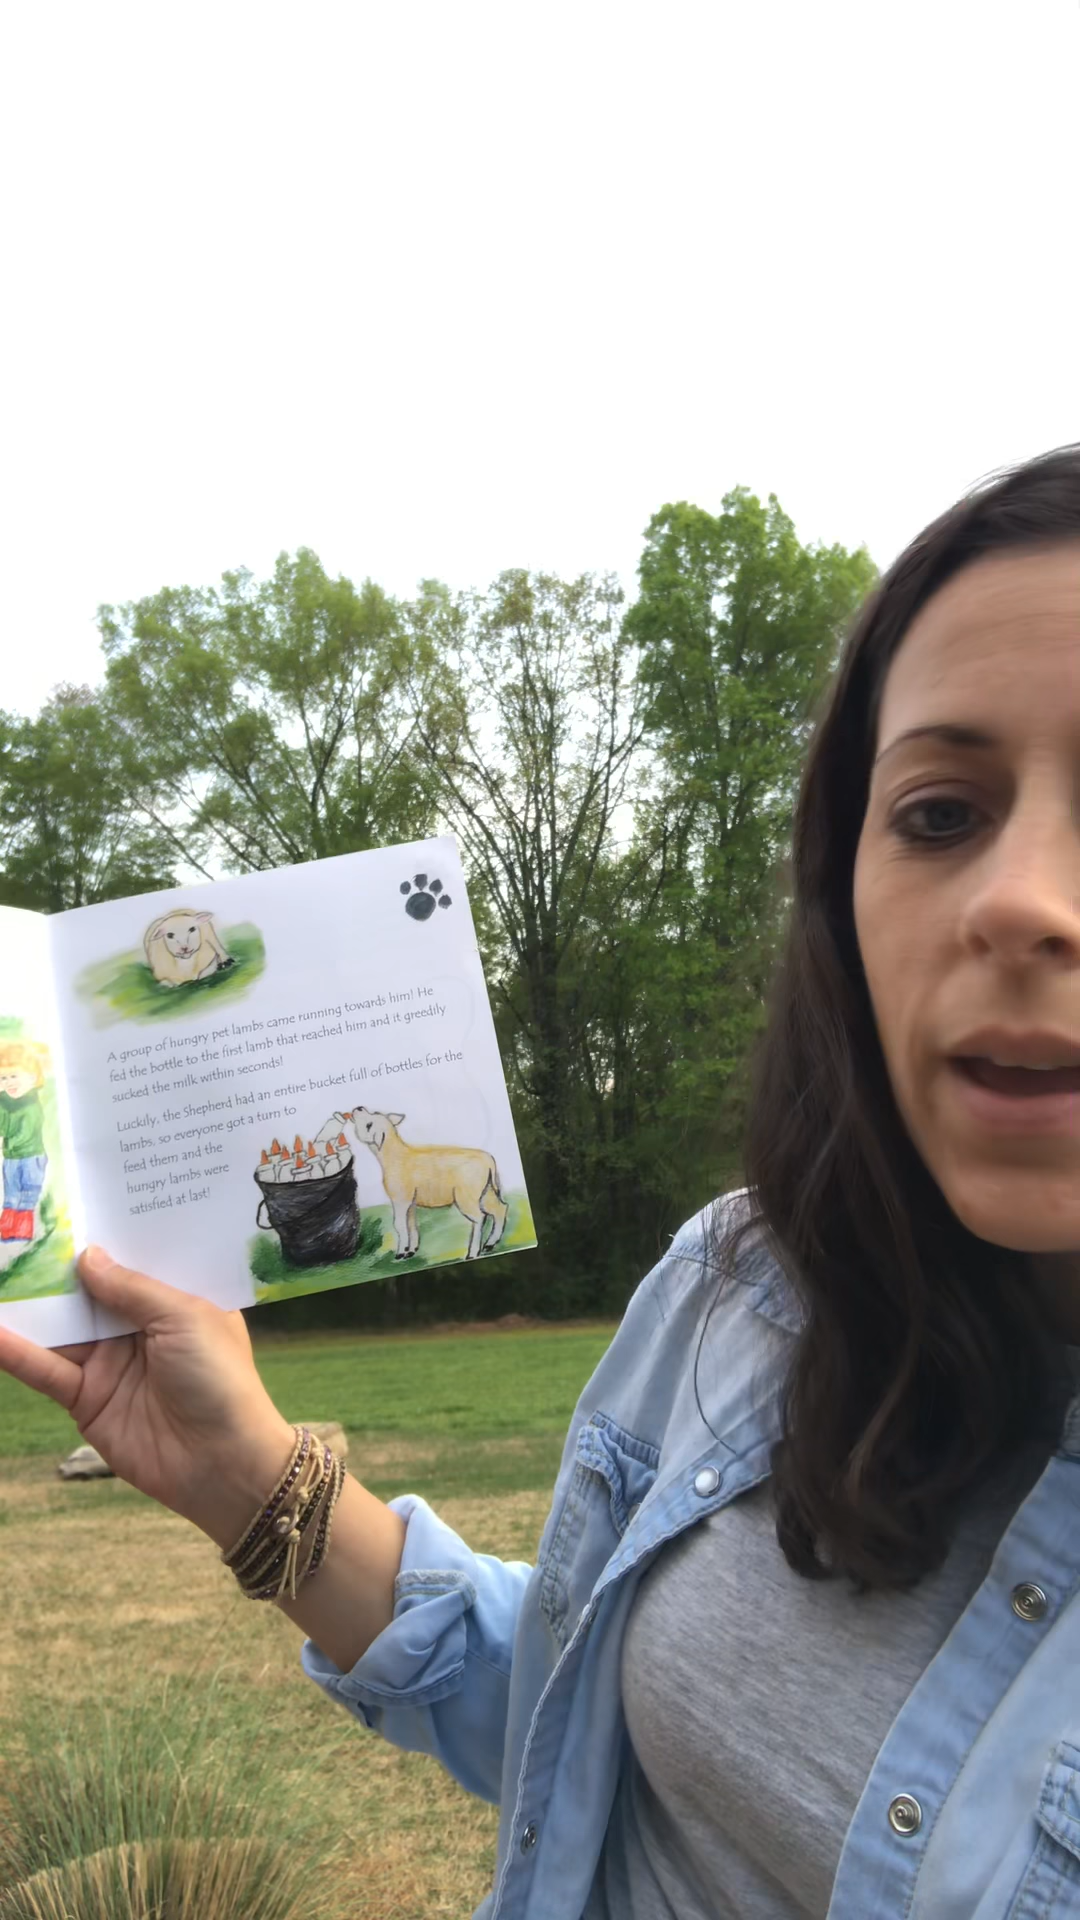 A group of hungry pet lambs came running towards him! He
fed the bottle to the first lamb that reached him and it greedily
sucked the milk within seconds!
Luckily, the Shepherd had an entire bucket full of bottles for the
lambs, so everyone got a turn to
feed them and the
hungry lambs were
satisfied at last!